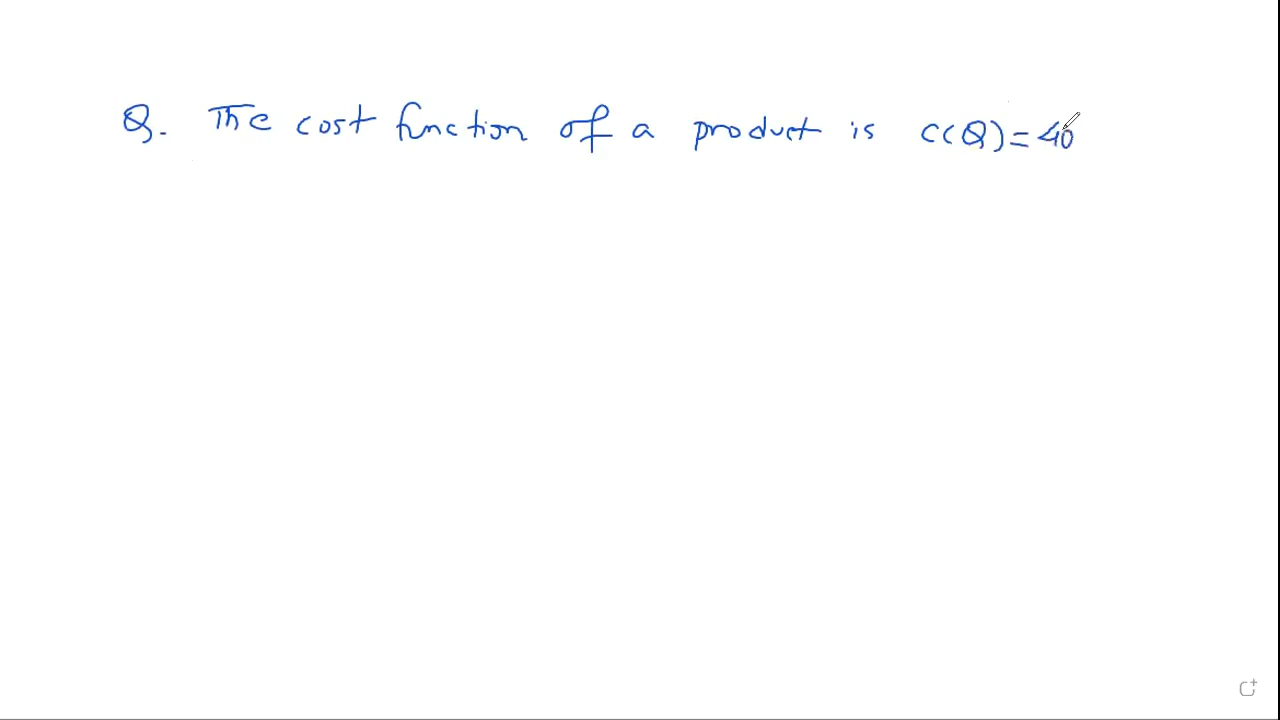 Q. The cost function of a product is C(Q)=40